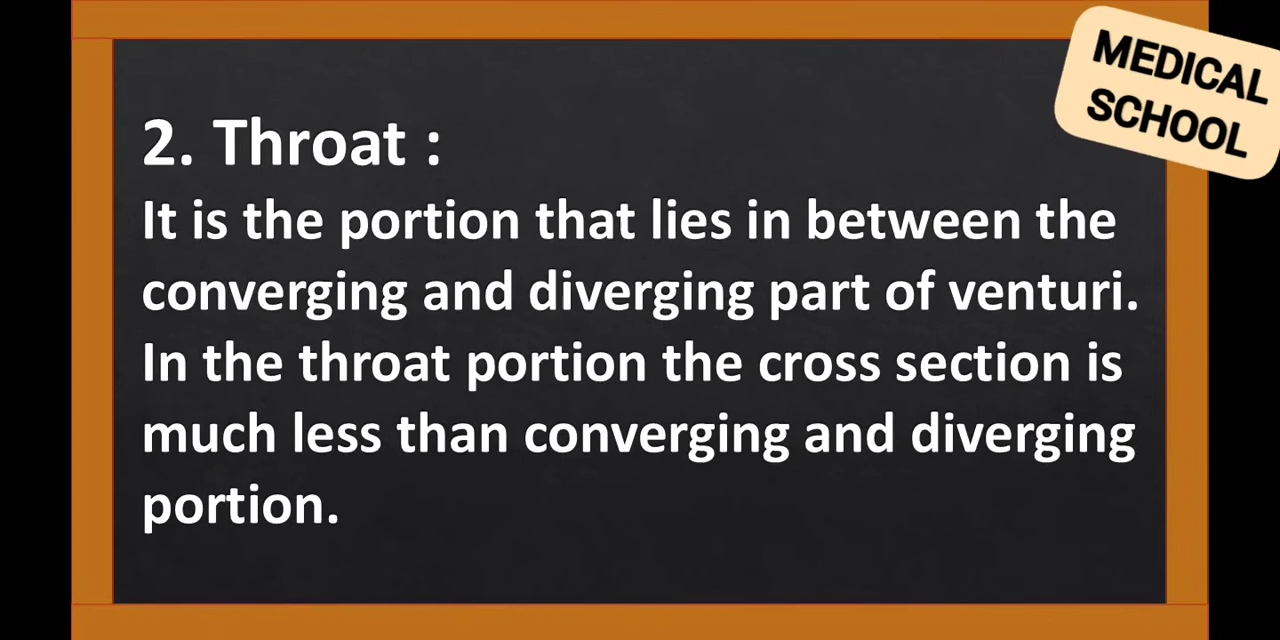 MEDICAL
SCHOOL
2. Throat :
It is the portion that lies in between the
converging and diverging part of venturi.
In the throat portion the cross section is
much less than converging and diverging
portion.